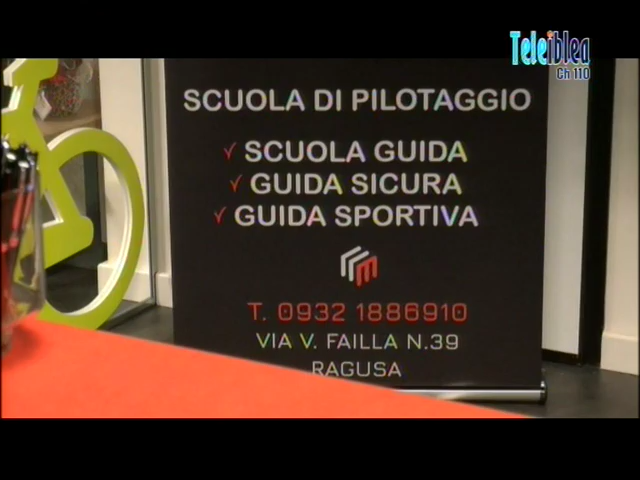 Teleiblea
Ch 110
SCUOLA DI PILOTAGGIO
SCUOLA GUIDA
GUIDA SICURA
GUIDA SPORTIVA
T. 0932 1886910
VIA V. FAILLA N.39
RAGUSA